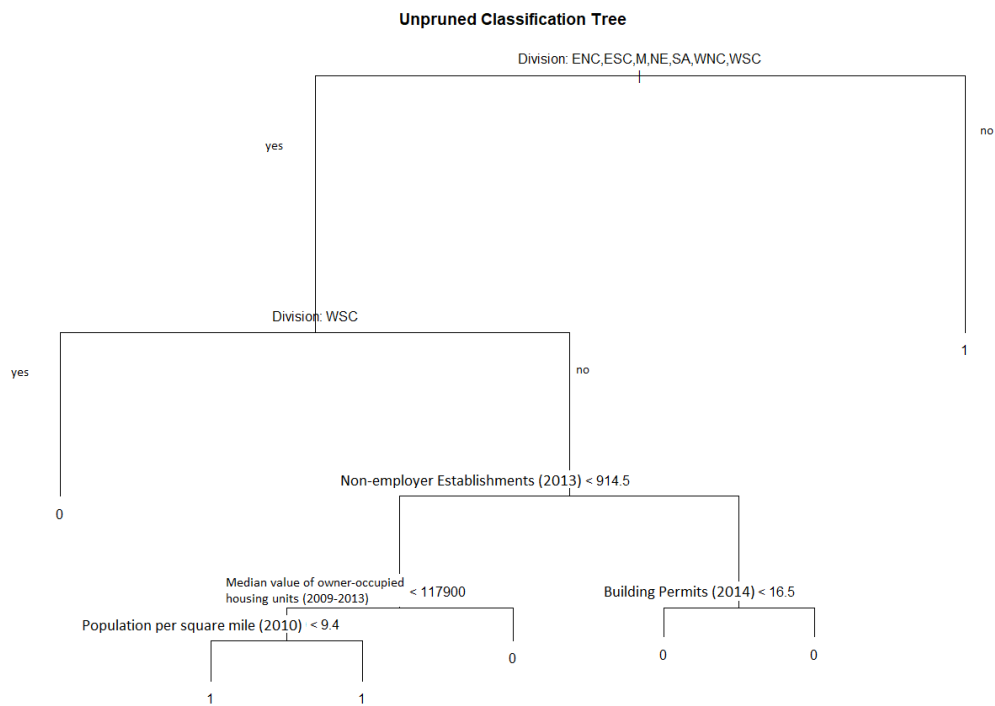 Unpruned Classification Tree
Division: ENC,ESC,M,NE,SA,WNC,WSC
no
yes
Division: WSC
1
yes
no
Non-employer Establishments (2013) < 914.5
0
Median value of owner-occupied
housing units (2009-2013) < 117900
Building Permits (2014) < 16.5
Population per square mile (2010) < 9.4
0
0
0
1
1